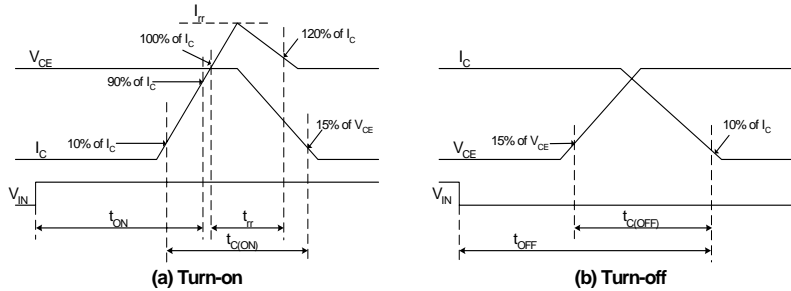 I_rr
100% of I_C
120% of I_C
V_CE
90% of I_C
10% of I_C
15% of V_CE
I_C
V_IN
t_ON
t_rr
t_C(ON)
(a) Turn-on
I_C
15% of V_CE
10% of I_C
V_CE
V_IN
t_C(OFF)
t_OFF
(b) Turn-off